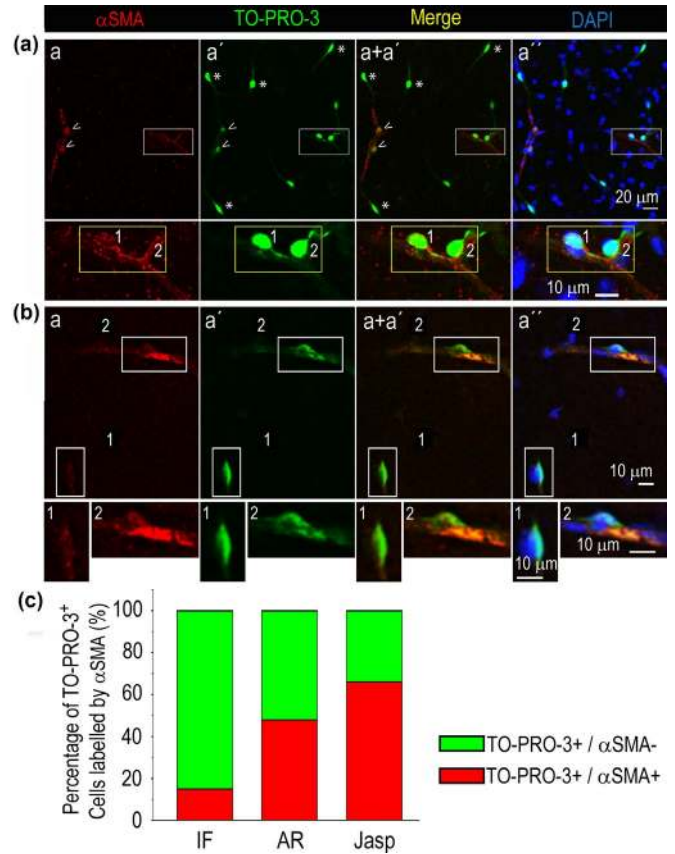 αSMA TO-PRO-3 Merge DAPI
(a)
a a´ a+a´ a´´
* * * * * *
< < < < < <
20 μm
1 2 1 2 1 2 1 2
10 μm
(b)
a a´ a+a´ a´´
2 2 2 2
1 1 1 1
10 μm
1 2 1 2 1 2 1 2
10 μm 10 μm
(c)
Percentage of TO-PRO-3+
Cells labelled by αSMA (%)
100
80
60
40
20
0
IF AR Jasp
TO-PRO-3+ / αSMA-
TO-PRO-3+ / αSMA+